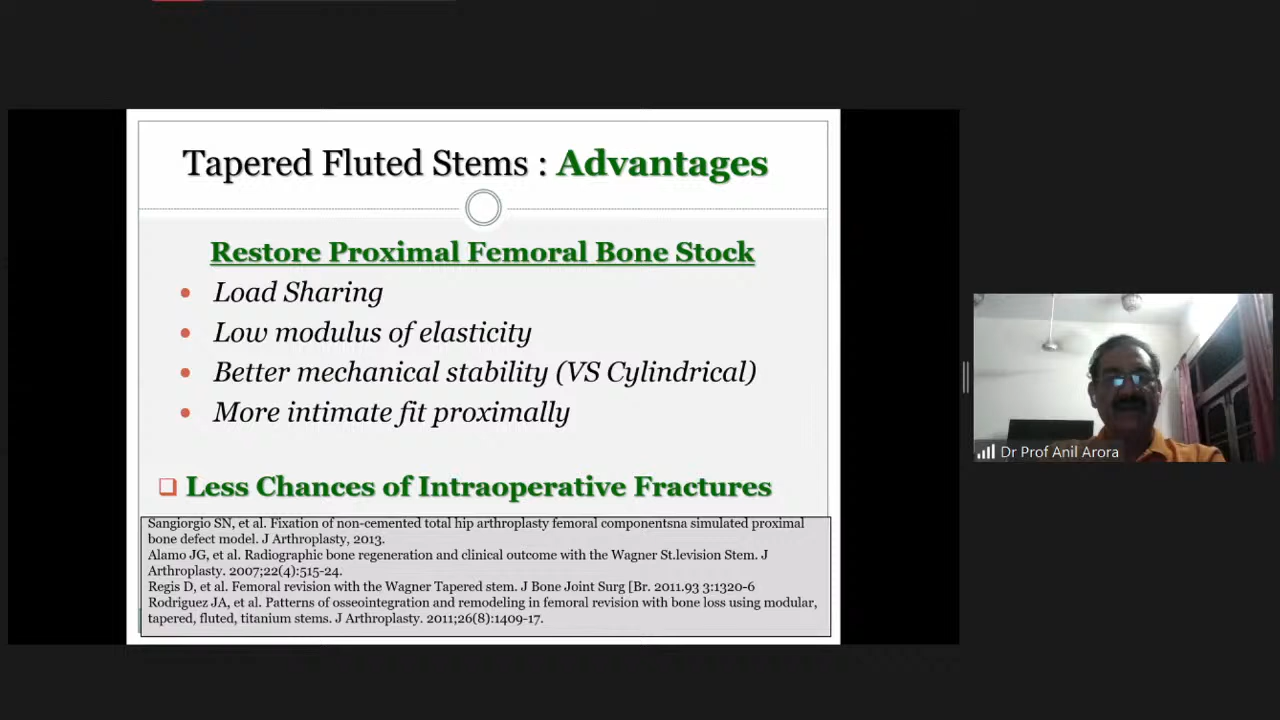 Tapered Fluted Stems : Advantages
Restore Proximal Femoral Bone Stock
Load Sharing
Low modulus of elasticity
Better mechanical stability (VS Cylindrical)
More intimate fit proximally
Less Chances of Intraoperative Fractures
Sangiorgio SN, et al. Fixation of non-cemented total hip arthroplasty femoral componentsna simulated proximal
bone defect model. J Arthroplasty, 2013.
Alamo JG, et al. Radiographic bone regeneration and clinical outcome with the Wagner St.levision Stem. J
Arthroplasty. 2007;22(4):515-24.
Regis D, et al. Femoral revision with the Wagner Tapered stem. J Bone Joint Surg [Br. 2011.93 3:1320-6
Rodriguez JA, et al. Patterns of osseointegration and remodeling in femoral revision with bone loss using modular,
tapered, fluted, titanium stems. J Arthroplasty. 2011;26(8):1409-17.
Dr Prof Anil Arora